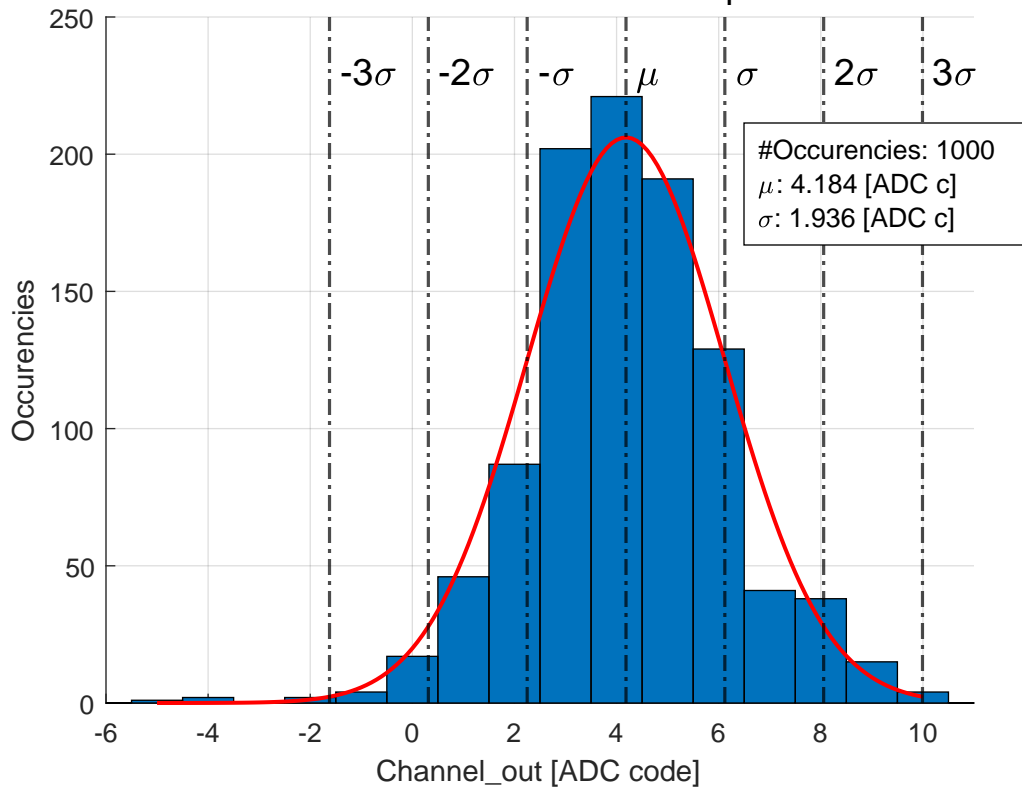 250
200
150
100
50
0
-3σ -2σ -σ μ σ 2σ 3σ
#Occurencies: 1000
μ: 4.184 [ADC c]
σ: 1.936 [ADC c]
Occurencies
-6 -4 -2 0 2 4 6 8 10
Channel_out [ADC code]